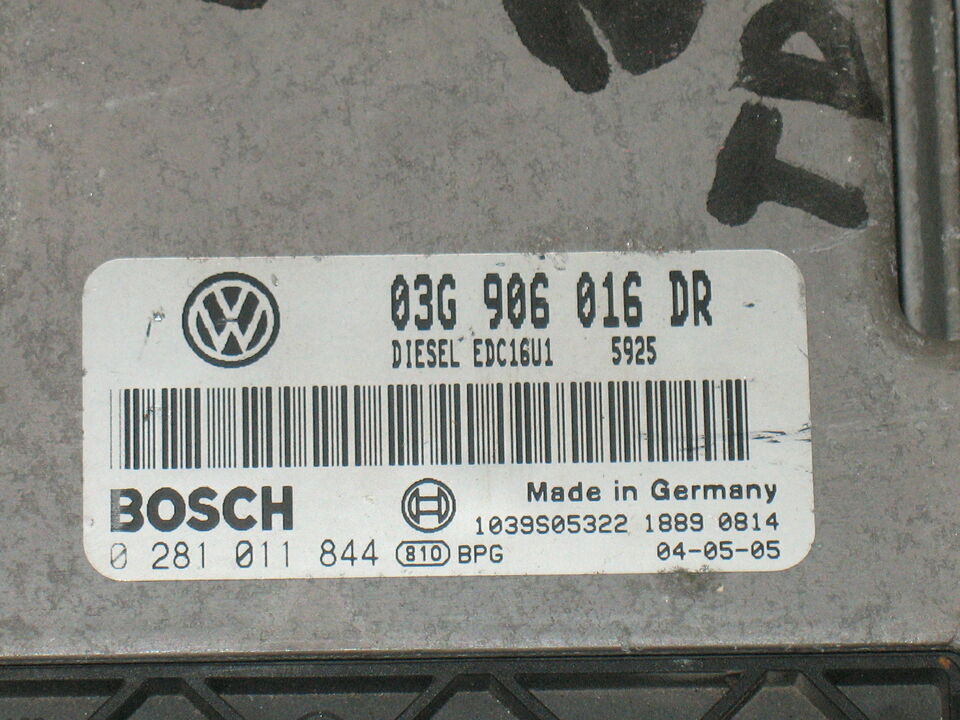 03G 906 016 DR
DIESEL EDC16U1 5925
BOSCH
Made in Germany
1039S05322 1889 0814
0 281 011 844 810 BPG 04-05-05